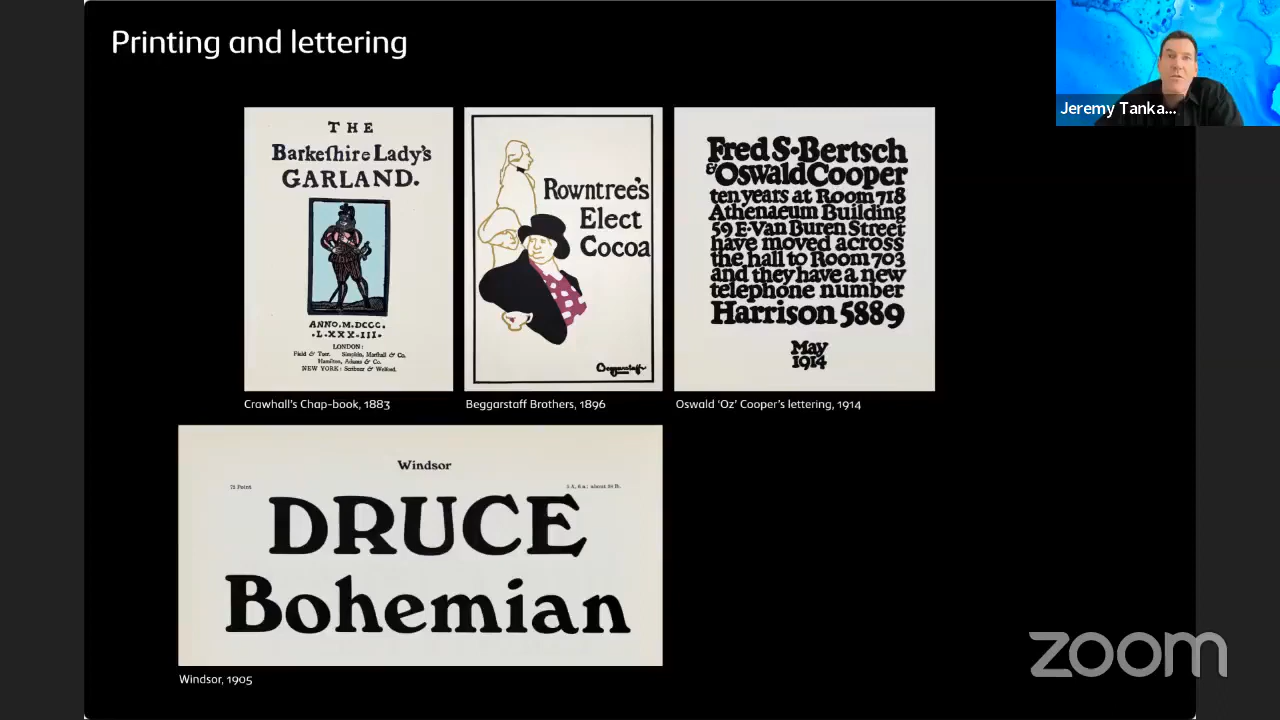 Printing and lettering
Jeremy Tanka...
THE
Barkeſhire Lady's
GARLAND.
ANNO.M.DCCC.
·L·XXX·III·
LONDON:
Field & Tuer. Simpkin, Marshall & Co.
Hamilton, Adams & Co.
NEW YORK: Scribner & Welford.
Crawhall's Chap-book, 1883
Rowntree's
Elect
Cocoa
Beggarstaff
Beggarstaff Brothers, 1896
Fred S·Bertsch
& Oswald Cooper
ten years at Room 718
Athenaeum Building
59 E·Van Buren Street
have moved across
the hall to Room 703
and they have a new
telephone number
Harrison 5889
May
1914
Oswald 'Oz' Cooper's lettering, 1914
Windsor
72 Point
DRUCE
Bohemian
Windsor, 1905
zoom